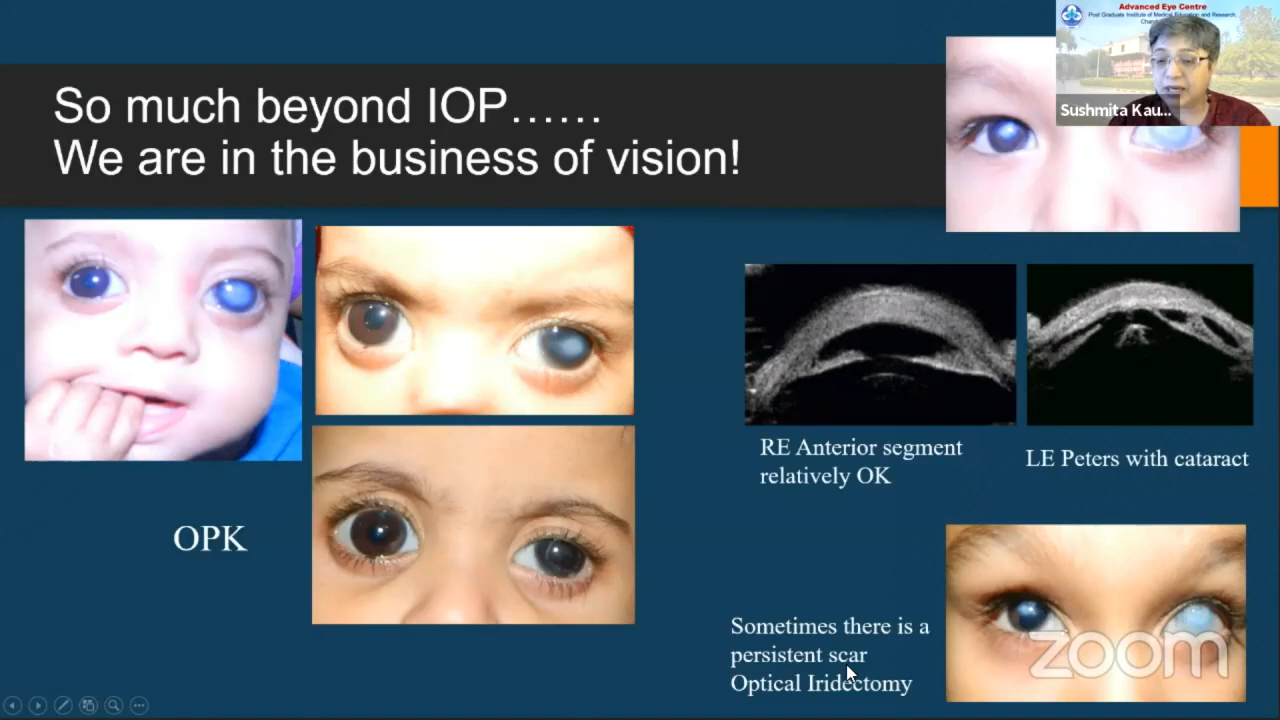 Advanced Eye Centre
Post Graduate Institute of Medical Education and Research,
Sushmita Kau...
So much beyond IOP......
We are in the business of vision!
RE Anterior segment
relatively OK
LE Peters with cataract
OPK
Sometimes there is a
persistent scar
Optical Iridectomy
zoom